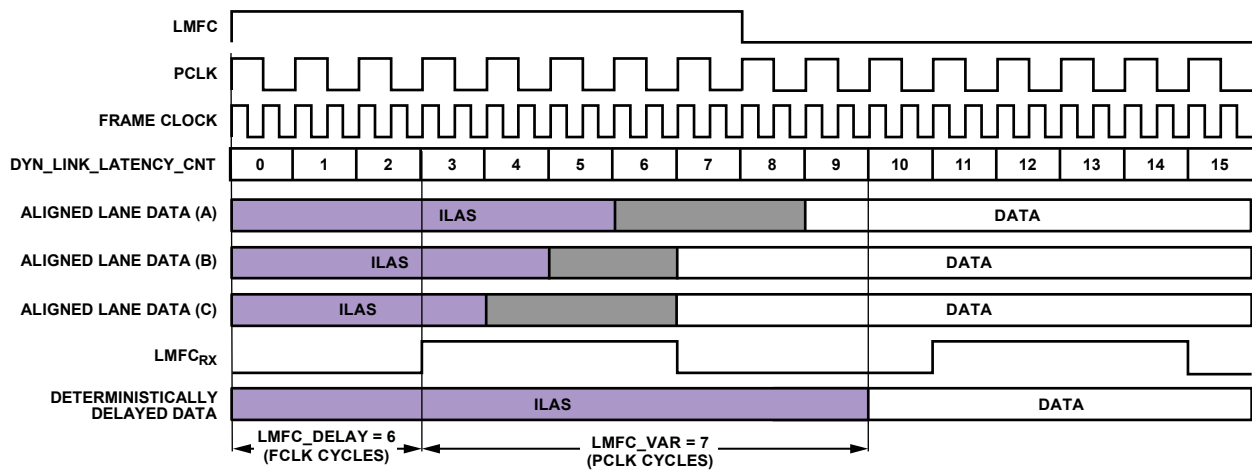 LMFC
PCLK
FRAME CLOCK
DYN_LINK_LATENCY_CNT 0 1 2 3 4 5 6 7 8 9 10 11 12 13 14 15
ALIGNED LANE DATA (A) ILAS DATA
ALIGNED LANE DATA (B) ILAS DATA
ALIGNED LANE DATA (C) ILAS DATA
LMFCRX
DETERMINISTICALLY
DELAYED DATA ILAS DATA
LMFC_DELAY = 6
(FCLK CYCLES)
LMFC_VAR = 7
(PCLK CYCLES)